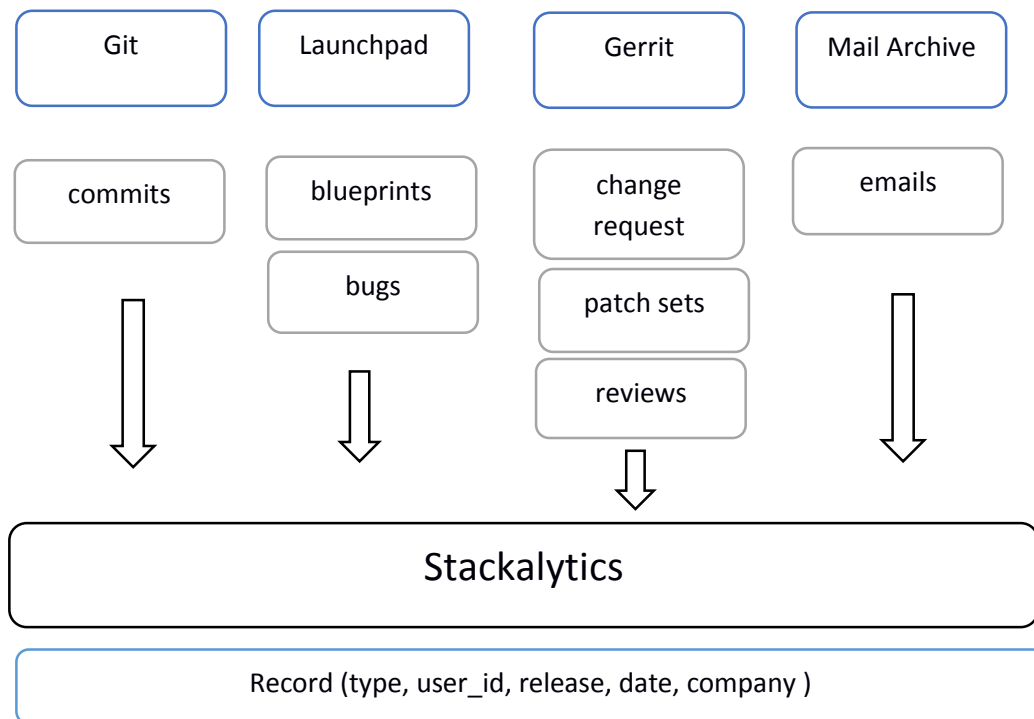 Git
Launchpad
Gerrit
Mail Archive
commits
blueprints
bugs
change
request
patch sets
reviews
emails
Stackalytics
Record (type, user_id, release, date, company )